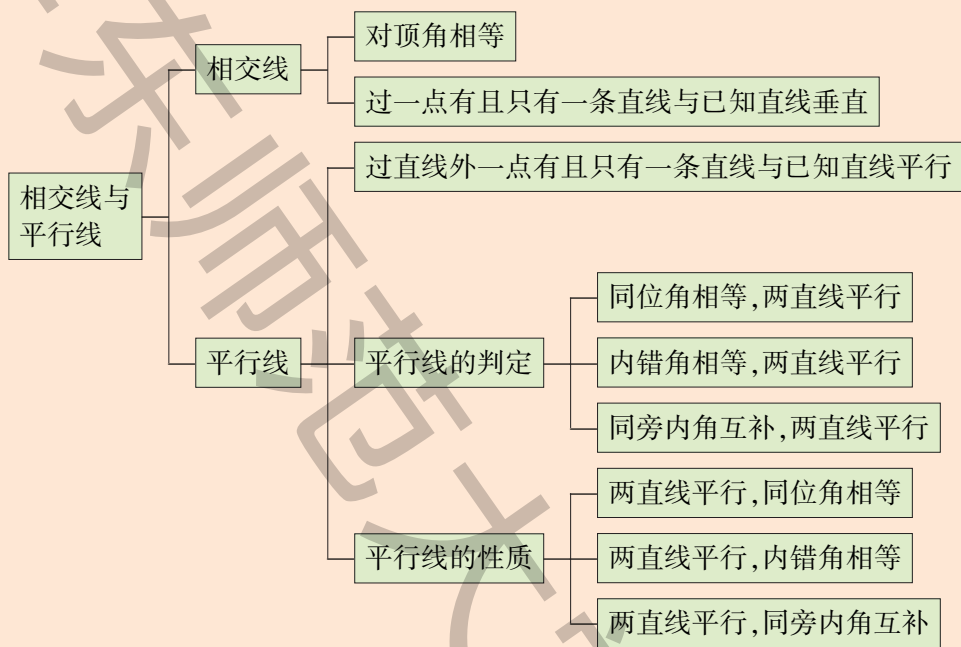 对顶角相等
相交线
过一点有且只有一条直线与已知直线垂直
过直线外一点有且只有一条直线与已知直线平行
相交线与
平行线
同位角相等,两直线平行
平行线
平行线的判定
内错角相等,两直线平行
同旁内角互补,两直线平行
两直线平行,同位角相等
平行线的性质
两直线平行,内错角相等
两直线平行,同旁内角互补
东师范大